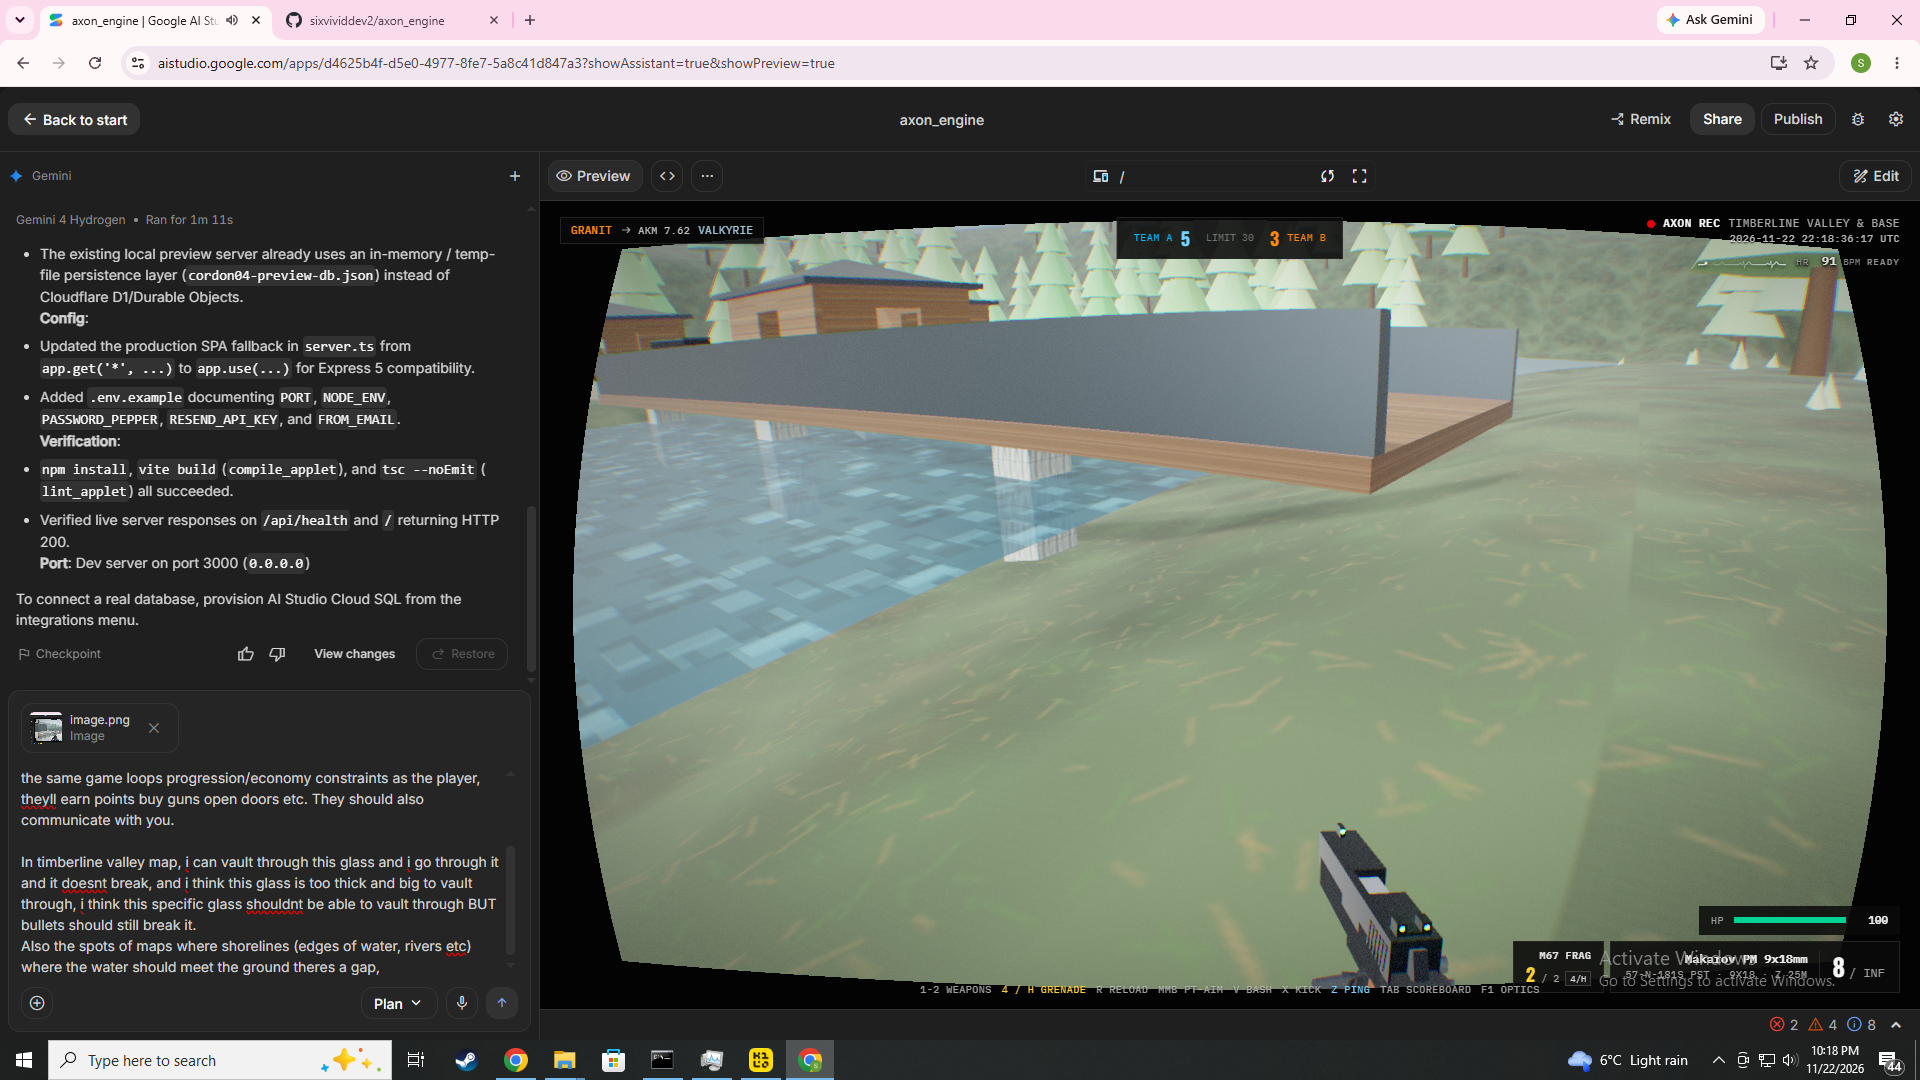 axon_engine | Google AI Stu
sixvividdev2/axon_engine
Ask Gemini
aistudio.google.com/apps/d4625b4f-d5e0-4977-8fe7-5a8c41d847a3?showAssistant=true&showPreview=true
S
Back to start
axon_engine
Remix
Share
Publish
Gemini
Preview
/
Edit
Gemini 4 Hydrogen • Ran for 1m 11s
• The existing local preview server already uses an in-memory / temp-
file persistence layer (cordon04-preview-db.json) instead of
Cloudflare D1/Durable Objects.
Config:
• Updated the production SPA fallback in server.ts from
app.get('*', ...) to app.use(...) for Express 5 compatibility.
• Added .env.example documenting PORT, NODE_ENV,
PASSWORD_PEPPER, RESEND_API_KEY, and FROM_EMAIL.
Verification:
• npm install, vite build (compile_applet), and tsc --noEmit (
lint_applet) all succeeded.
• Verified live server responses on /api/health and / returning HTTP
200.
Port: Dev server on port 3000 (0.0.0.0)
To connect a real database, provision AI Studio Cloud SQL from the
integrations menu.
Checkpoint
View changes
Restore
image.png
Image
the same game loops progression/economy constraints as the player,
theyll earn points buy guns open doors etc. They should also
communicate with you.
In timberline valley map, i can vault through this glass and i go through it
and it doesnt break, and i think this glass is too thick and big to vault
through, i think this specific glass shouldnt be able to vault through BUT
bullets should still break it.
Also the spots of maps where shorelines (edges of water, rivers etc)
where the water should meet the ground theres a gap,
Plan
GRANIT → AKM 7.62 VALKYRIE
TEAM A 5 LIMIT 30 3 TEAM B
AXON REC TIMBERLINE VALLEY & BASE
2026-11-22 22:18:36:17 UTC
HR 91 BPM READY
HP 100
M67 FRAG
2 / 2 4/H
Makarov PM 9x18mm
57-N-181S PST · 9X18 · 7.25M
8 / INF
Activate Windows
Go to Settings to activate Windows.
1-2 WEAPONS 4 / H GRENADE R RELOAD MMB PT-AIM V BASH X KICK Z PING TAB SCOREBOARD F1 OPTICS
2 4 8
Type here to search
6°C Light rain
10:18 PM
11/22/2026
44